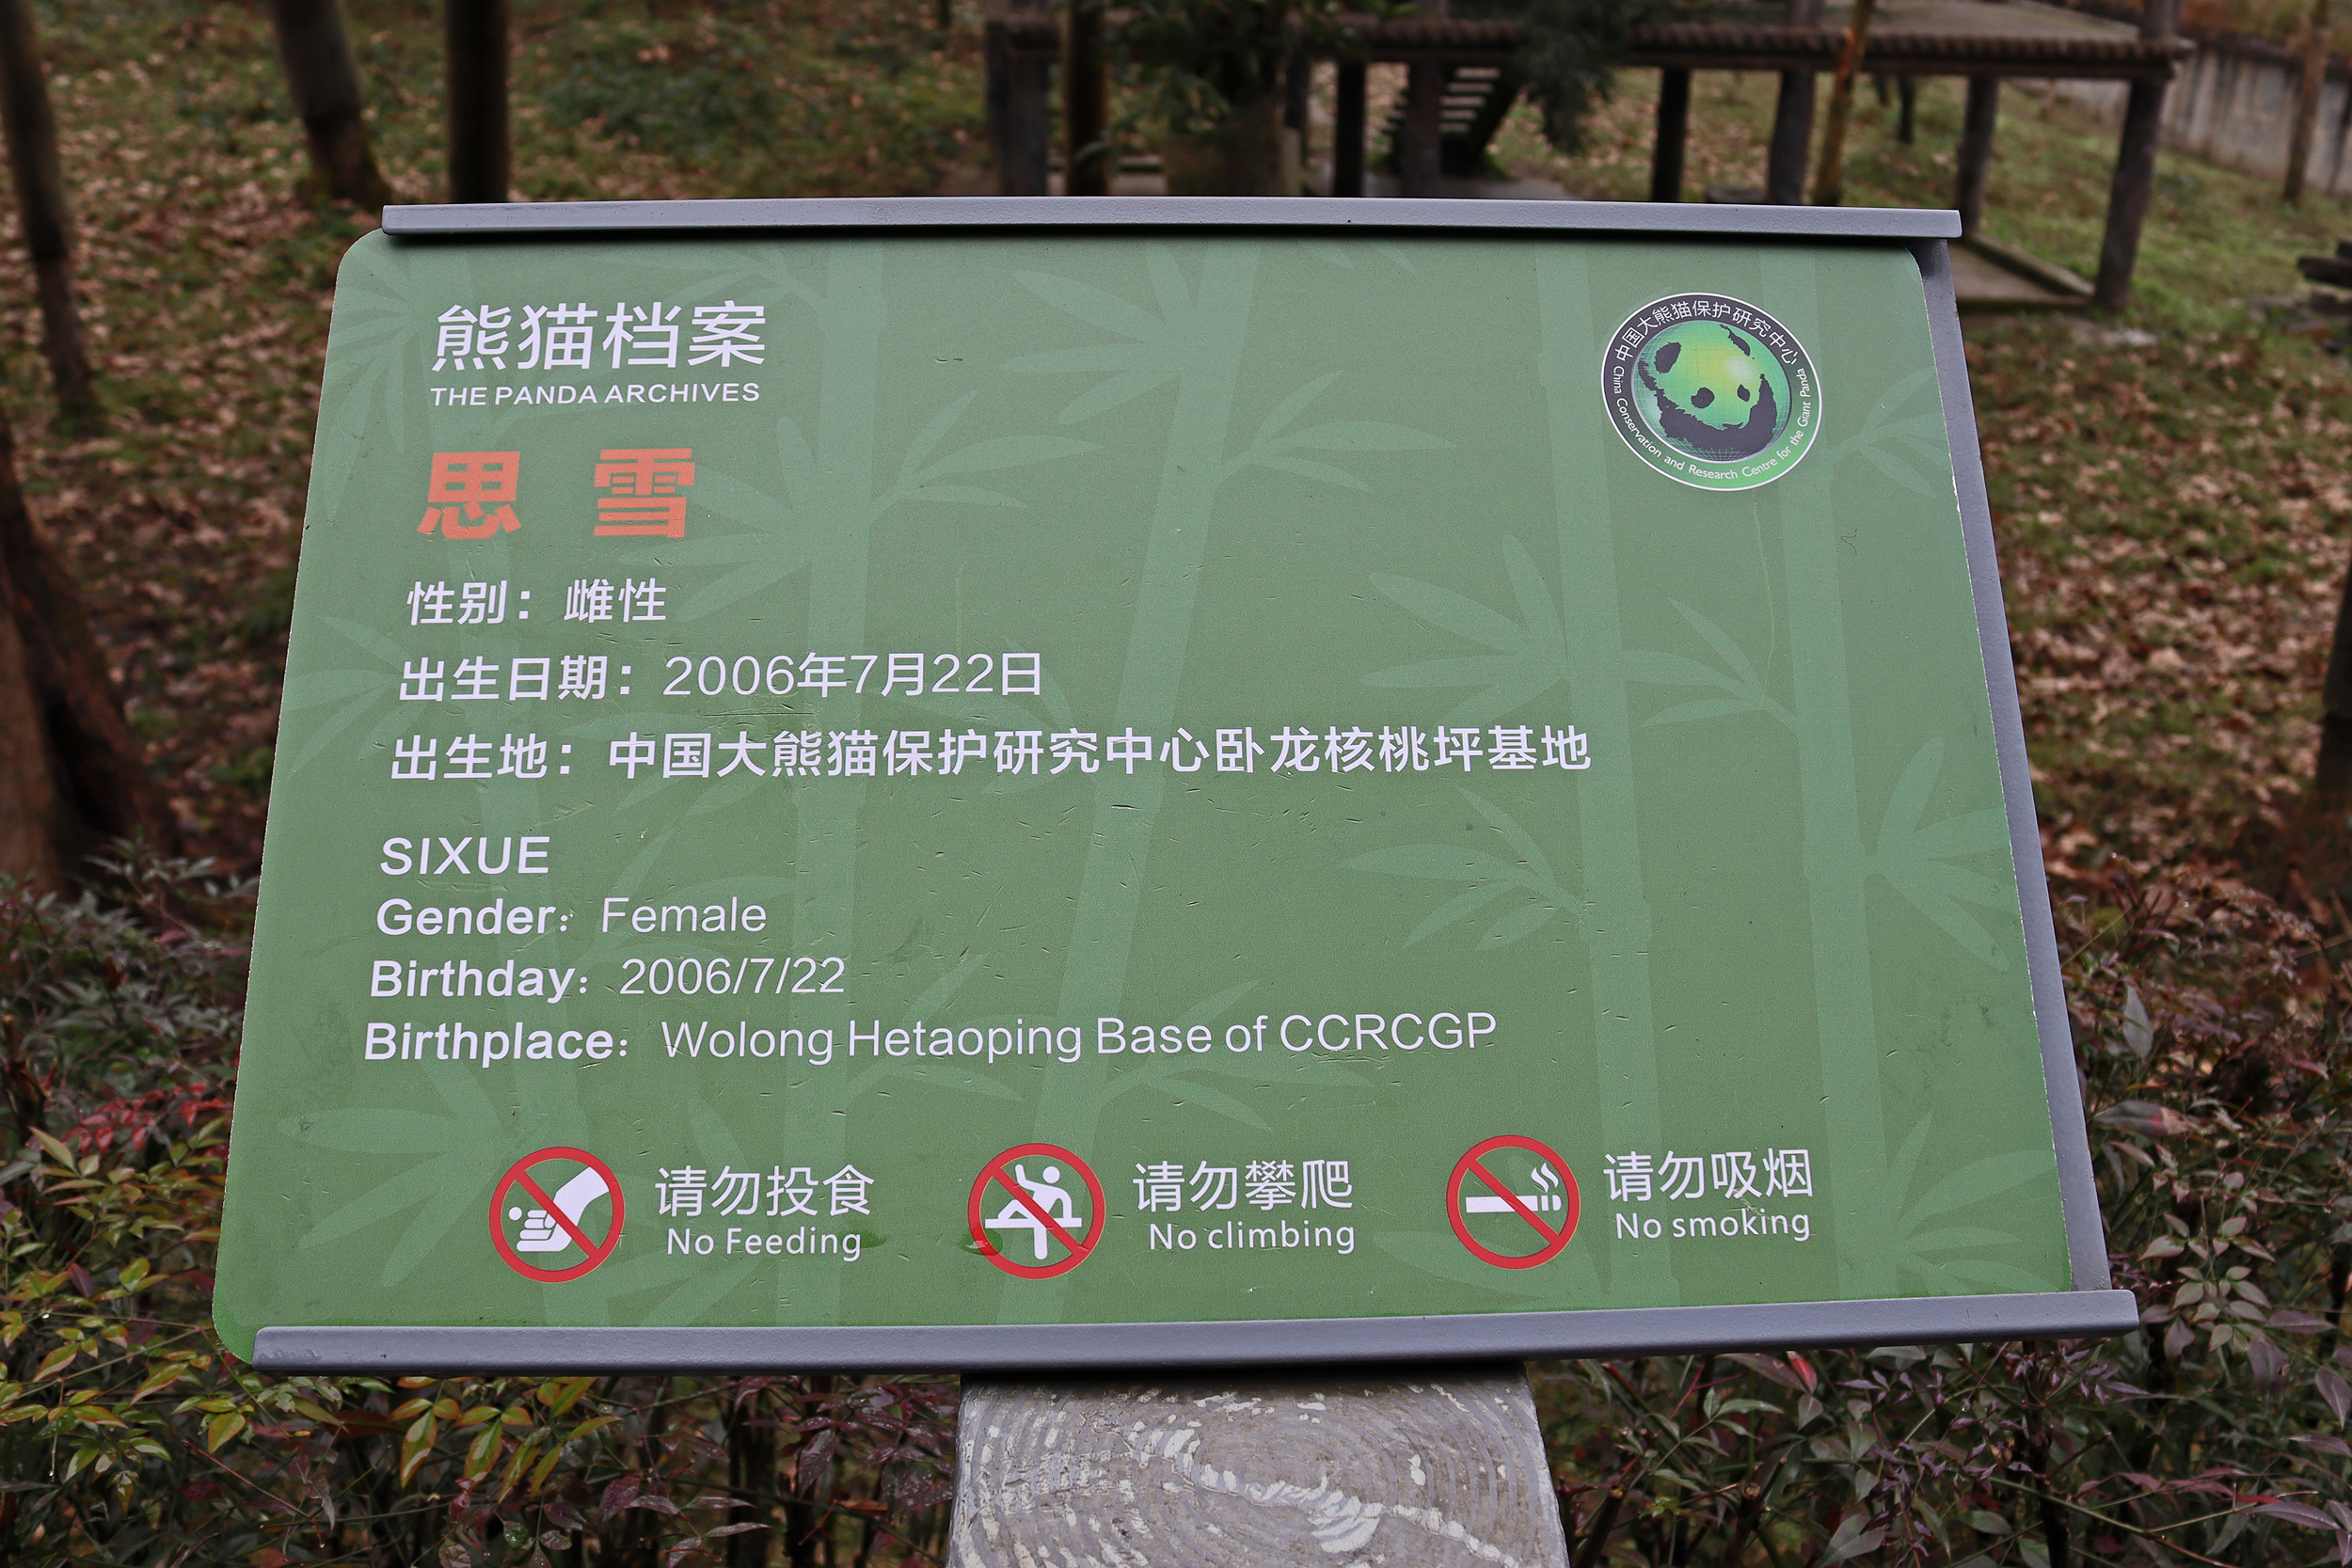 熊猫档案
THE PANDA ARCHIVES
中国大熊猫保护研究中心
China Conservation and Research Centre for the Giant Panda
思 雪
性别：雌性
出生日期：2006年7月22日
出生地：中国大熊猫保护研究中心卧龙核桃坪基地
SIXUE
Gender：Female
Birthday：2006/7/22
Birthplace：Wolong Hetaoping Base of CCRCGP
请勿投食
No Feeding
请勿攀爬
No climbing
请勿吸烟
No smoking